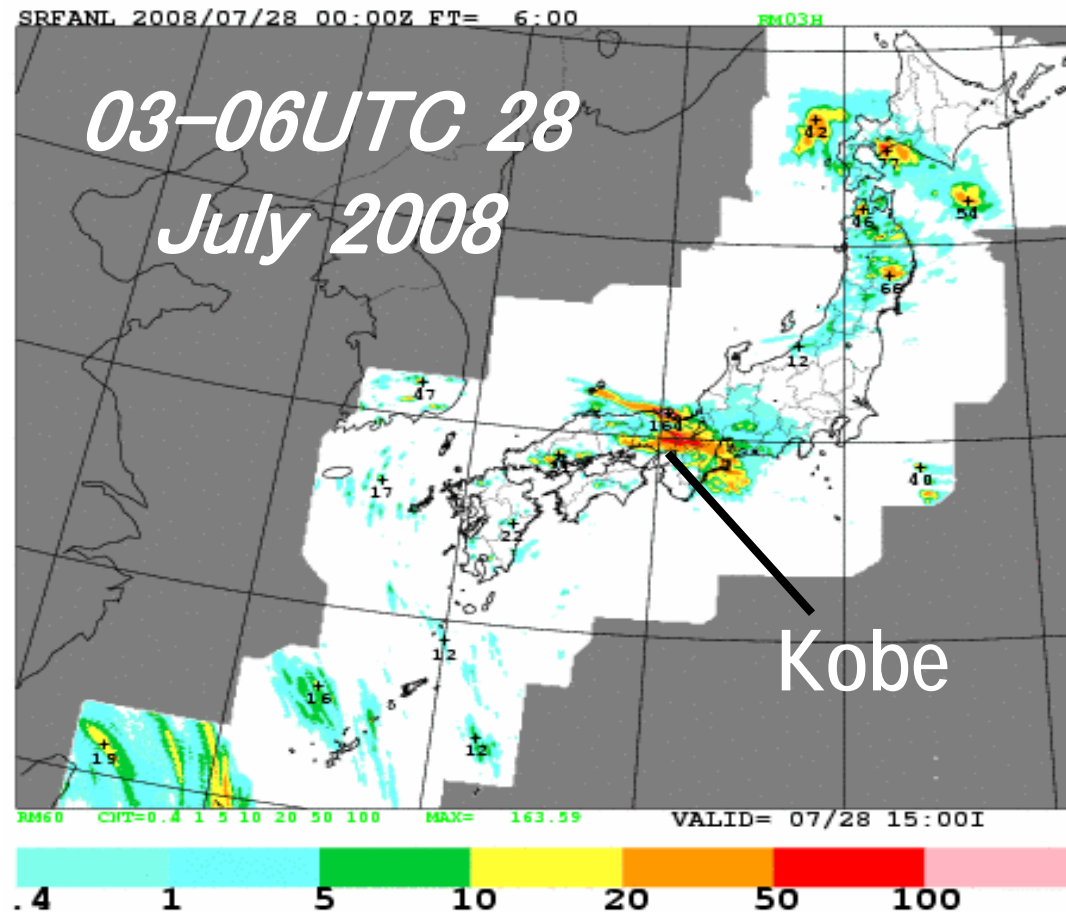 SRFANL 2008/07/28 00:00Z FT= 6:00
RM03H
03-06UTC 28
July 2008
42
77
54
46
66
12
47
164
17
40
22
12
16
12
19
Kobe
RM60 CNT=0.4 1 5 10 20 50 100 MAX= 163.59 VALID= 07/28 15:00I
.4 1 5 10 20 50 100